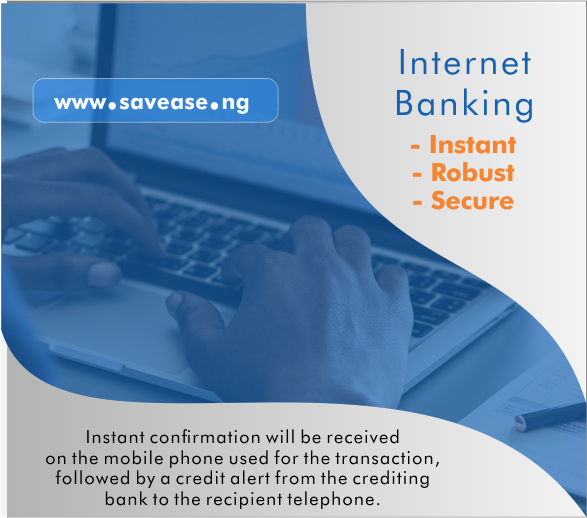 Internet
Banking
- Instant
- Robust
- Secure
www.savease.ng
Instant confirmation will be received
on the mobile phone used for the transaction,
followed by a credit alert from the crediting
bank to the recipient telephone.